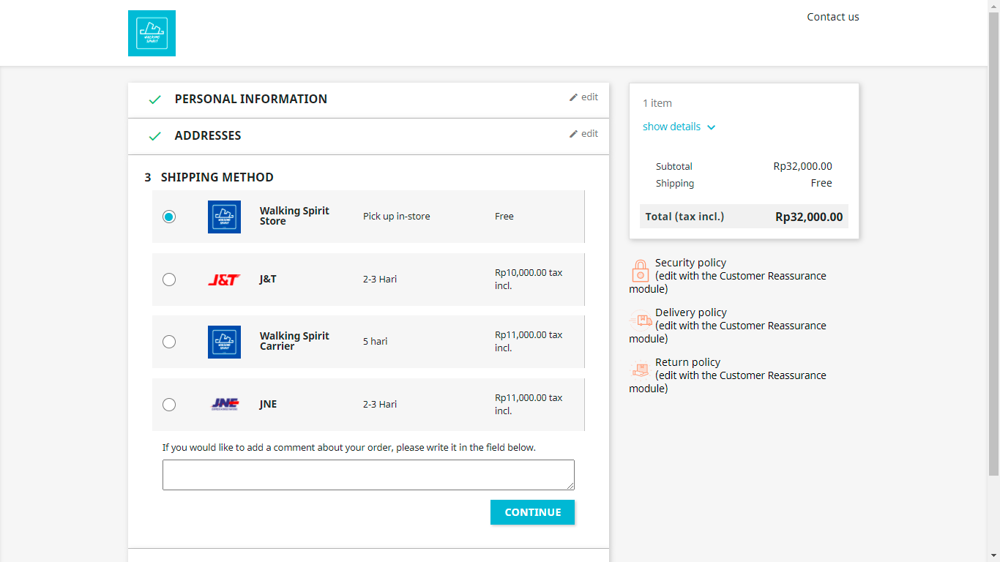 WALKING
SPIRIT
Contact us
PERSONAL INFORMATION
edit
ADDRESSES
edit
3 SHIPPING METHOD
Walking Spirit
Store
Pick up in-store
Free
J&T
J&T
2-3 Hari
Rp10,000.00 tax
incl.
Walking Spirit
Carrier
5 hari
Rp11,000.00 tax
incl.
JNE
JNE
2-3 Hari
Rp11,000.00 tax
incl.
If you would like to add a comment about your order, please write it in the field below.
CONTINUE
1 item
show details
Subtotal
Rp32,000.00
Shipping
Free
Total (tax incl.)
Rp32,000.00
Security policy
(edit with the Customer Reassurance
module)
Delivery policy
(edit with the Customer Reassurance
module)
Return policy
(edit with the Customer Reassurance
module)